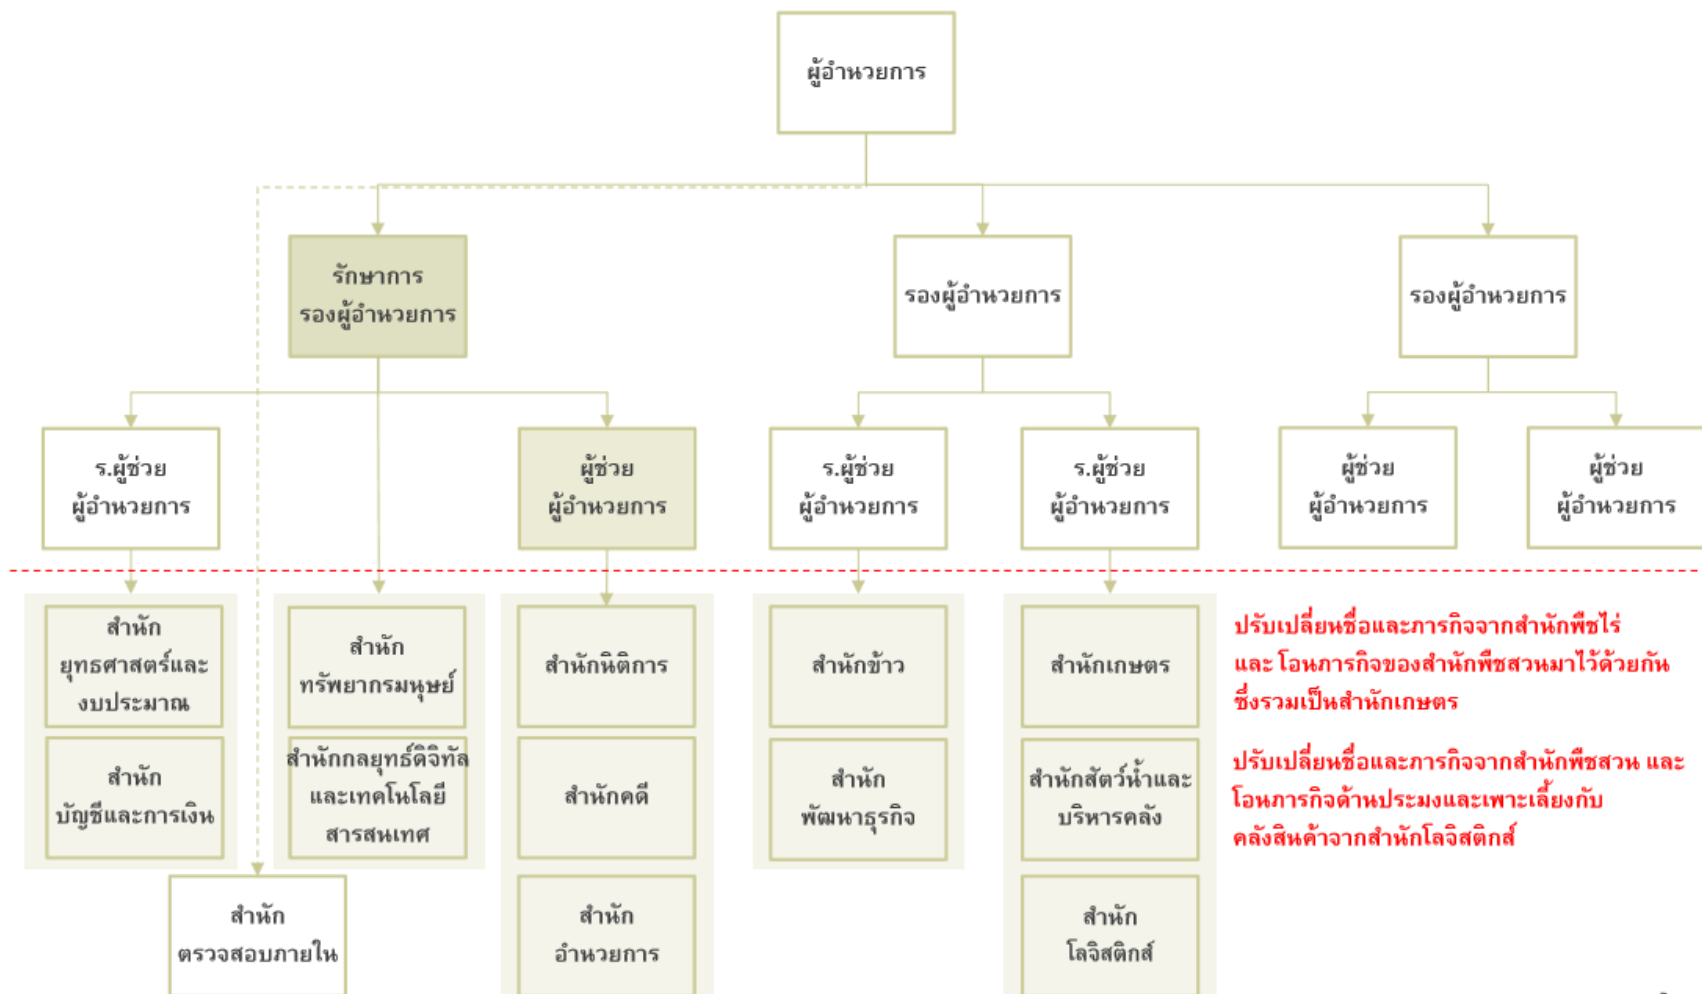 ผู้อำนวยการ
รักษาการ
รองผู้อำนวยการ
รองผู้อำนวยการ
รองผู้อำนวยการ
ร.ผู้ช่วย
ผู้อำนวยการ
ผู้ช่วย
ผู้อำนวยการ
ร.ผู้ช่วย
ผู้อำนวยการ
ร.ผู้ช่วย
ผู้อำนวยการ
ผู้ช่วย
ผู้อำนวยการ
ผู้ช่วย
ผู้อำนวยการ
สำนัก
ยุทธศาสตร์และ
งบประมาณ
สำนัก
ทรัพยากรมนุษย์
สำนักนิติการ
สำนักข้าว
สำนักเกษตร
ปรับเปลี่ยนชื่อและภารกิจจากสำนักพืชไร่
และ โอนภารกิจของสำนักพืชสวนมาไว้ด้วยกัน
ซึ่งรวมเป็นสำนักเกษตร
สำนัก
บัญชีและการเงิน
สำนักกลยุทธ์ดิจิทัล
และเทคโนโลยี
สารสนเทศ
สำนักคดี
สำนัก
พัฒนาธุรกิจ
สำนักสัตว์น้ำและ
บริหารคลัง
ปรับเปลี่ยนชื่อและภารกิจจากสำนักพืชสวน และ
โอนภารกิจด้านประมงและเพาะเลี้ยงกับ
คลังสินค้าจากสำนักโลจิสติกส์
สำนัก
ตรวจสอบภายใน
สำนัก
อำนวยการ
สำนัก
โลจิสติกส์